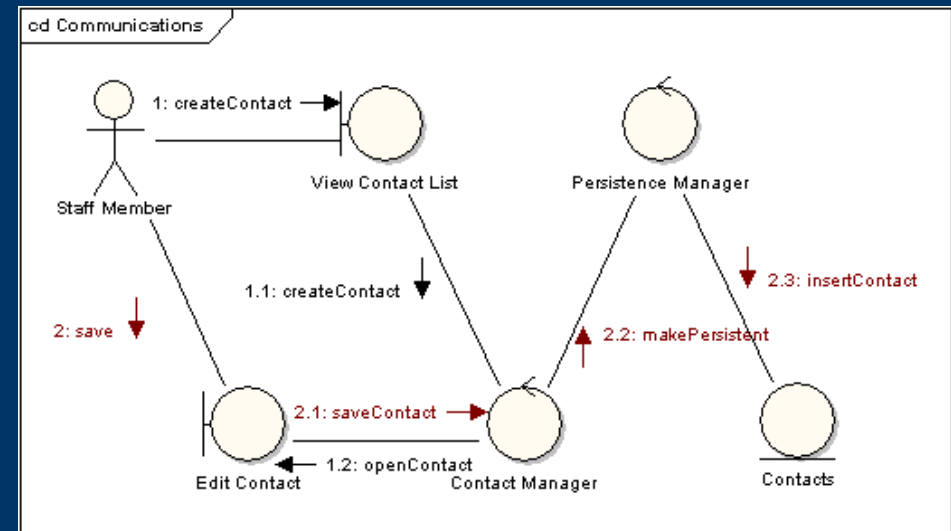 cd Communications
1: createContact
View Contact List
Persistence Manager
Staff Member
1.1: createContact
2.3: insertContact
2: save
2.2: makePersistent
2.1: saveContact
1.2: openContact
Edit Contact
Contact Manager
Contacts